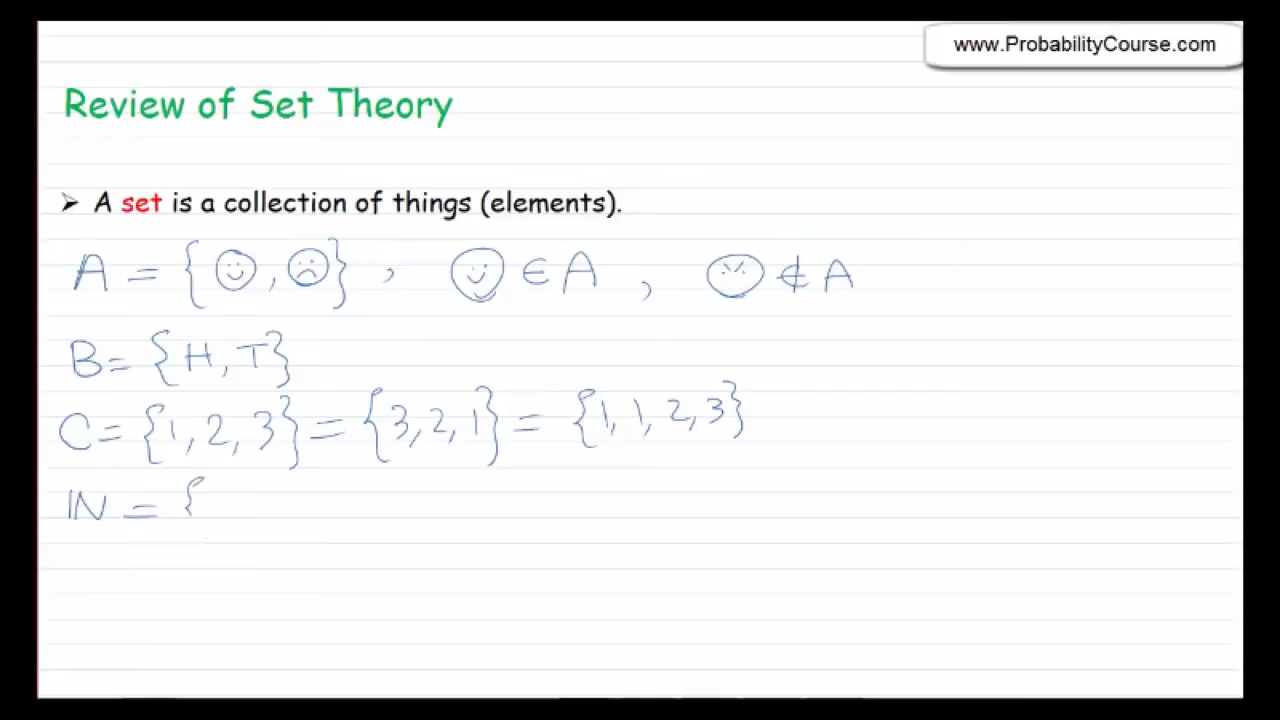 www.ProbabilityCourse.com
Review of Set Theory
➢ A set is a collection of things (elements).
A = {☺, ☹} , ☺ ∈ A , ☹ ∉ A
B = {H, T}
C = {1, 2, 3} = {3, 2, 1} = {1, 1, 2, 3}
ℕ = {